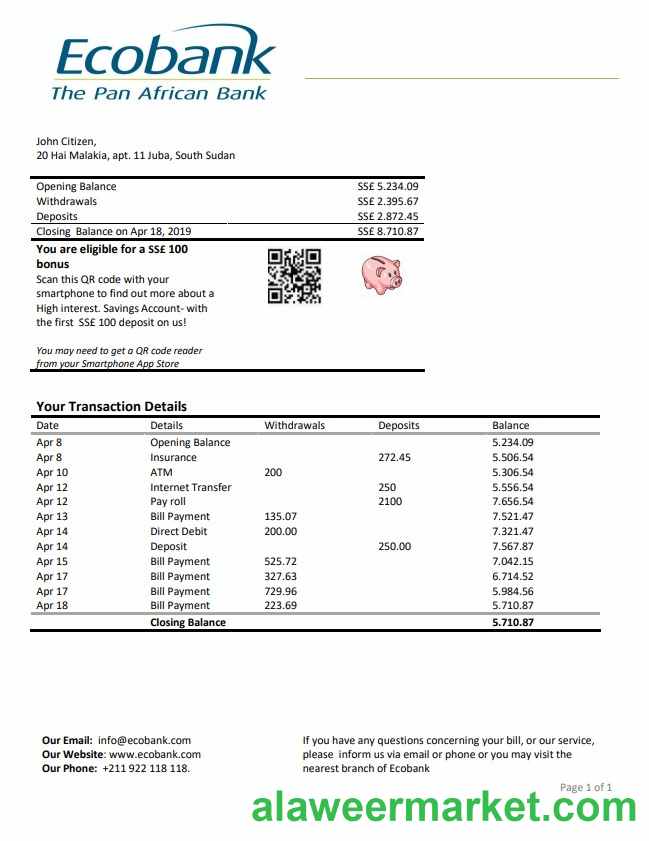 Ecobank
The Pan African Bank
John Citizen,
20 Hai Malakia, apt. 11 Juba, South Sudan
Opening Balance SS£ 5.234.09
Withdrawals SS£ 2.395.67
Deposits SS£ 2.872.45
Closing Balance on Apr 18, 2019 SS£ 8.710.87
You are eligible for a SS£ 100
bonus
Scan this QR code with your
smartphone to find out more about a
High interest. Savings Account- with
the first SS£ 100 deposit on us!
You may need to get a QR code reader
from your Smartphone App Store
Your Transaction Details
Date Details Withdrawals Deposits Balance
Apr 8 Opening Balance 5.234.09
Apr 8 Insurance 272.45 5.506.54
Apr 10 ATM 200 5.306.54
Apr 12 Internet Transfer 250 5.556.54
Apr 12 Pay roll 2100 7.656.54
Apr 13 Bill Payment 135.07 7.521.47
Apr 14 Direct Debit 200.00 7.321.47
Apr 14 Deposit 250.00 7.567.87
Apr 15 Bill Payment 525.72 7.042.15
Apr 17 Bill Payment 327.63 6.714.52
Apr 17 Bill Payment 729.96 5.984.56
Apr 18 Bill Payment 223.69 5.710.87
Closing Balance 5.710.87
Our Email: info@ecobank.com
Our Website: www.ecobank.com
Our Phone: +211 922 118 118.
If you have any questions concerning your bill, or our service,
please inform us via email or phone or you may visit the
nearest branch of Ecobank
Page 1 of 1
alaweermarket.com